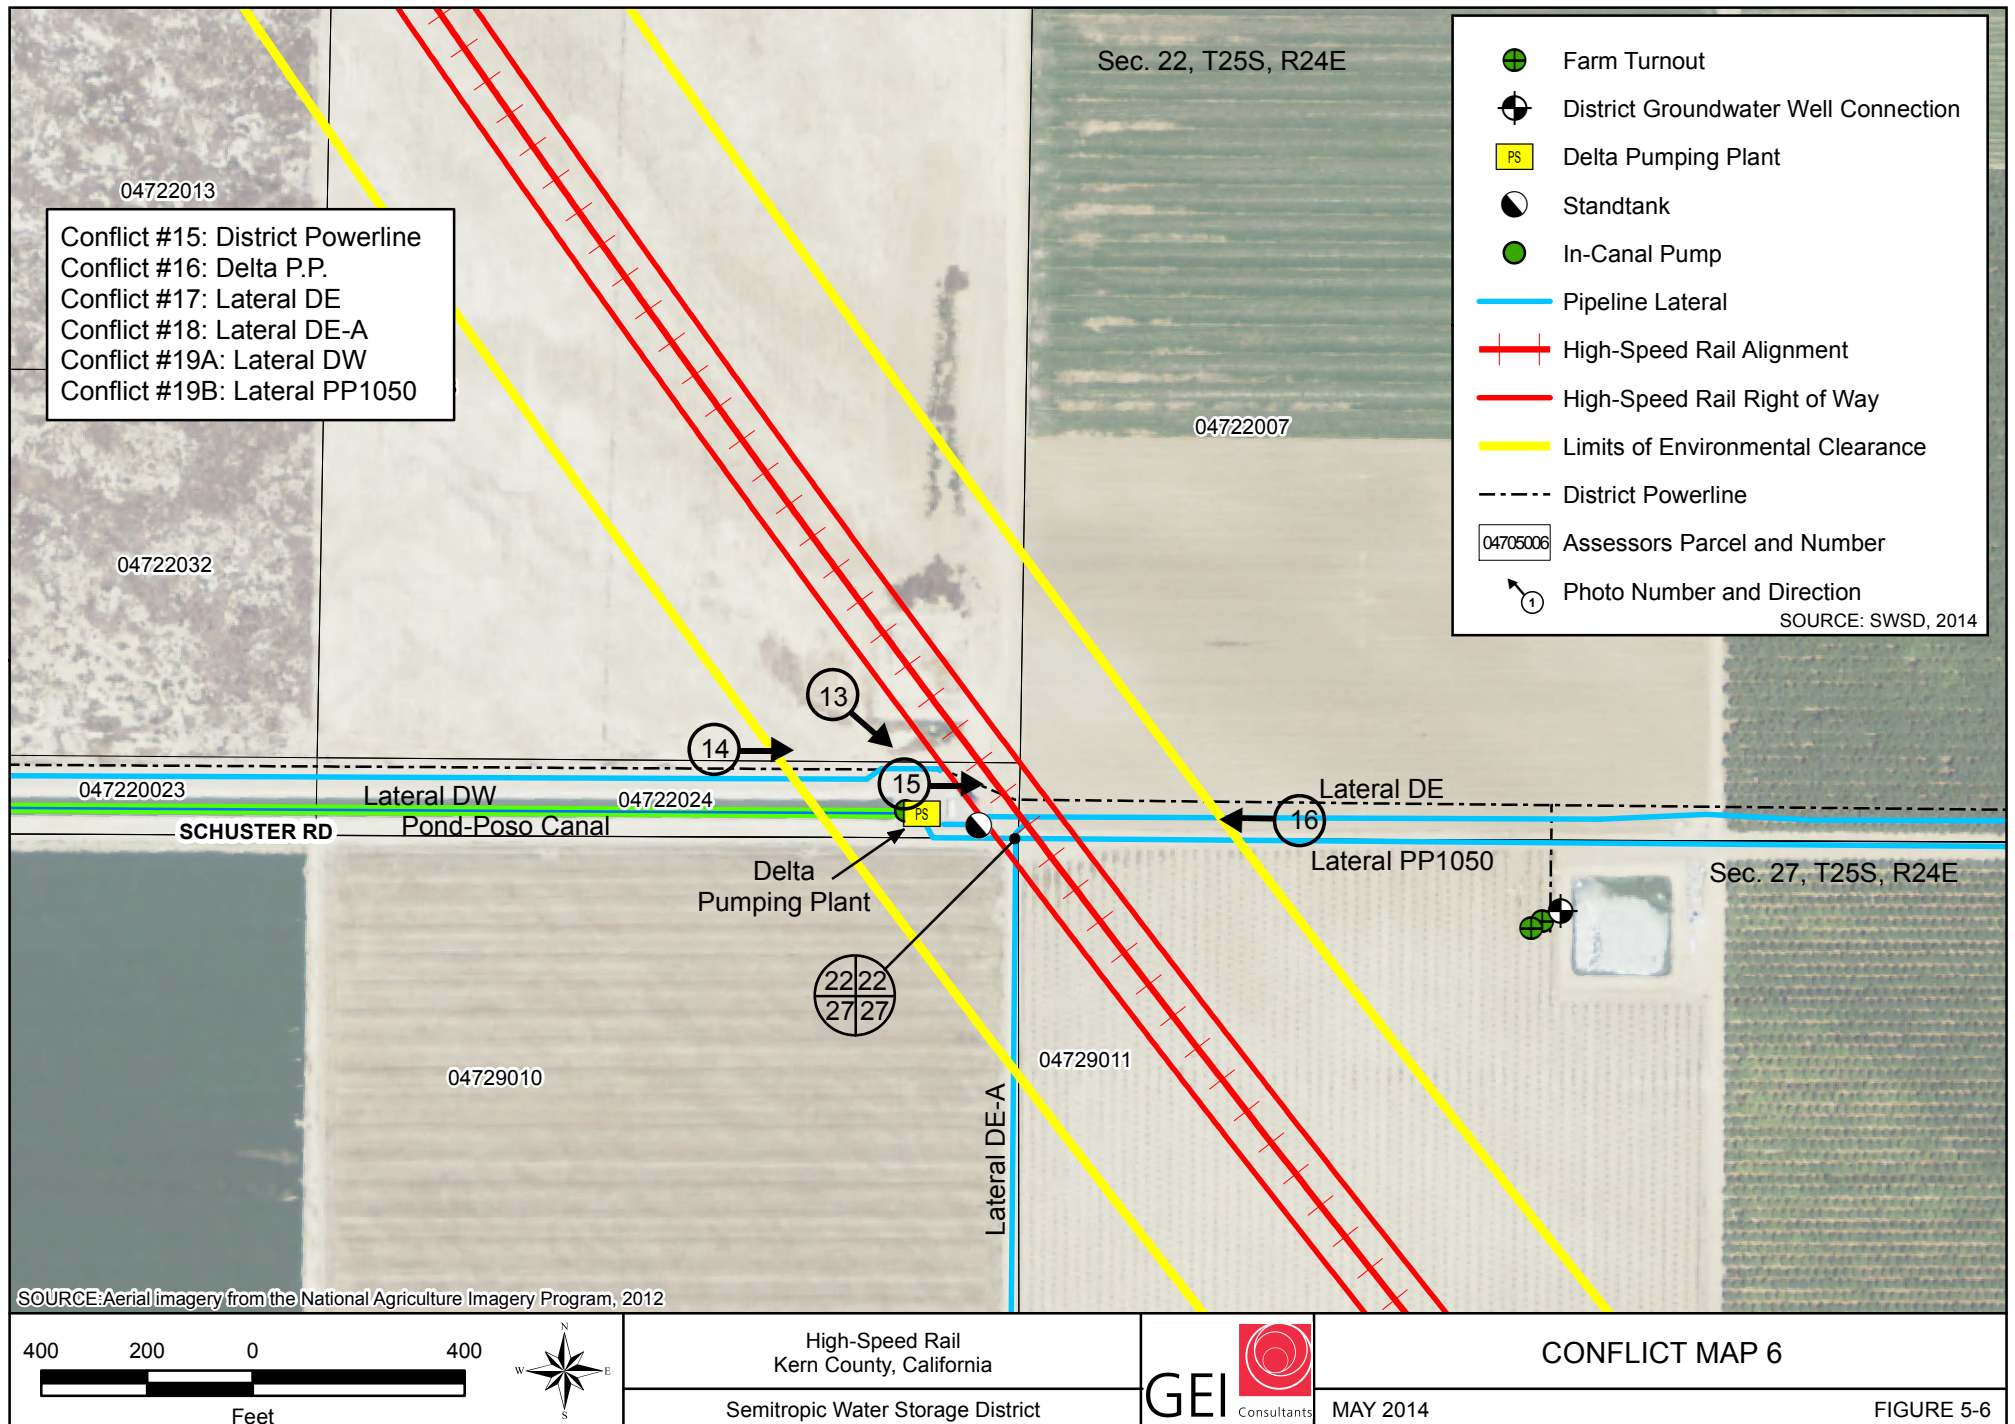 Sec. 22, T25S, R24E
04722013
Conflict #15: District Powerline
Conflict #16: Delta P.P.
Conflict #17: Lateral DE
Conflict #18: Lateral DE-A
Conflict #19A: Lateral DW
Conflict #19B: Lateral PP1050
Farm Turnout
District Groundwater Well Connection
PS
Delta Pumping Plant
Standtank
In-Canal Pump
Pipeline Lateral
High-Speed Rail Alignment
High-Speed Rail Right of Way
Limits of Environmental Clearance
District Powerline
04705006
Assessors Parcel and Number
1
Photo Number and Direction
SOURCE: SWSD, 2014
04722007
04722032
13
14
15
16
047220023
Lateral DW
04722024
Lateral DE
PS
SCHUSTER RD
Pond-Poso Canal
Lateral PP1050
Delta
Pumping Plant
Sec. 27, T25S, R24E
22 22
27 27
04729010
04729011
Lateral DE-A
SOURCE:Aerial imagery from the National Agriculture Imagery Program, 2012
400 200 0 400
Feet
N
W E
S
High-Speed Rail
Kern County, California
Semitropic Water Storage District
GEI Consultants
CONFLICT MAP 6
MAY 2014
FIGURE 5-6